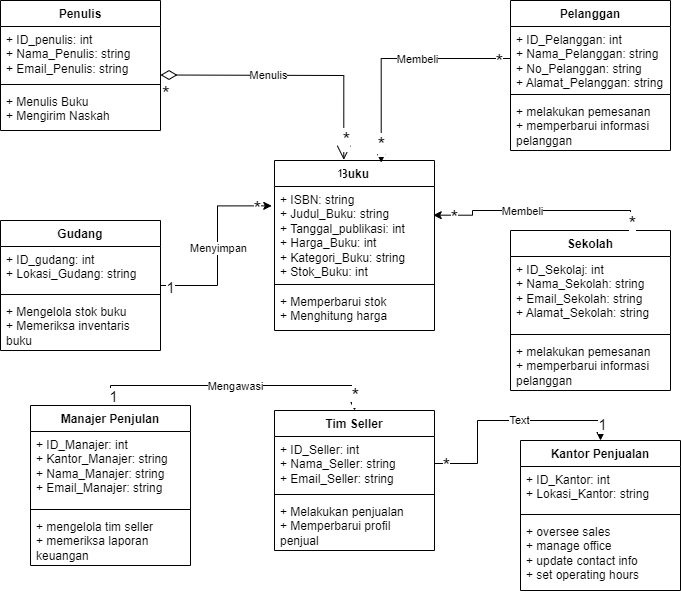 Penulis
+ ID_penulis: int
+ Nama_Penulis: string
+ Email_Penulis: string
+ Menulis Buku
+ Mengirim Naskah
*
Menulis
*
Pelanggan
+ ID_Pelanggan: int
+ Nama_Pelanggan: string
+ No_Pelanggan: string
+ Alamat_Pelanggan: string
+ melakukan pemesanan
+ memperbarui informasi
pelanggan
*
Membeli
*
Buku
1
+ ISBN: string
+ Judul_Buku: string
+ Tanggal_publikasi: int
+ Harga_Buku: int
+ Kategori_Buku: string
+ Stok_Buku: int
+ Memperbarui stok
+ Menghitung harga
Gudang
+ ID_gudang: int
+ Lokasi_Gudang: string
+ Mengelola stok buku
+ Memeriksa inventaris
buku
1
Menyimpan
*
*
Membeli
*
Sekolah
+ ID_Sekolaj: int
+ Nama_Sekolah: string
+ Email_Sekolah: string
+ Alamat_Sekolah: string
+ melakukan pemesanan
+ memperbarui informasi
pelanggan
1
Mengawasi
*
Manajer Penjulan
+ ID_Manajer: int
+ Kantor_Manajer: string
+ Nama_Manajer: string
+ Email_Manajer: string
+ mengelola tim seller
+ memeriksa laporan
keuangan
Tim Seller
+ ID_Seller: int
+ Nama_Seller: string
+ Email_Seller: string
+ Melakukan penjualan
+ Memperbarui profil
penjual
*
Text
1
Kantor Penjualan
+ ID_Kantor: int
+ Lokasi_Kantor: string
+ oversee sales
+ manage office
+ update contact info
+ set operating hours